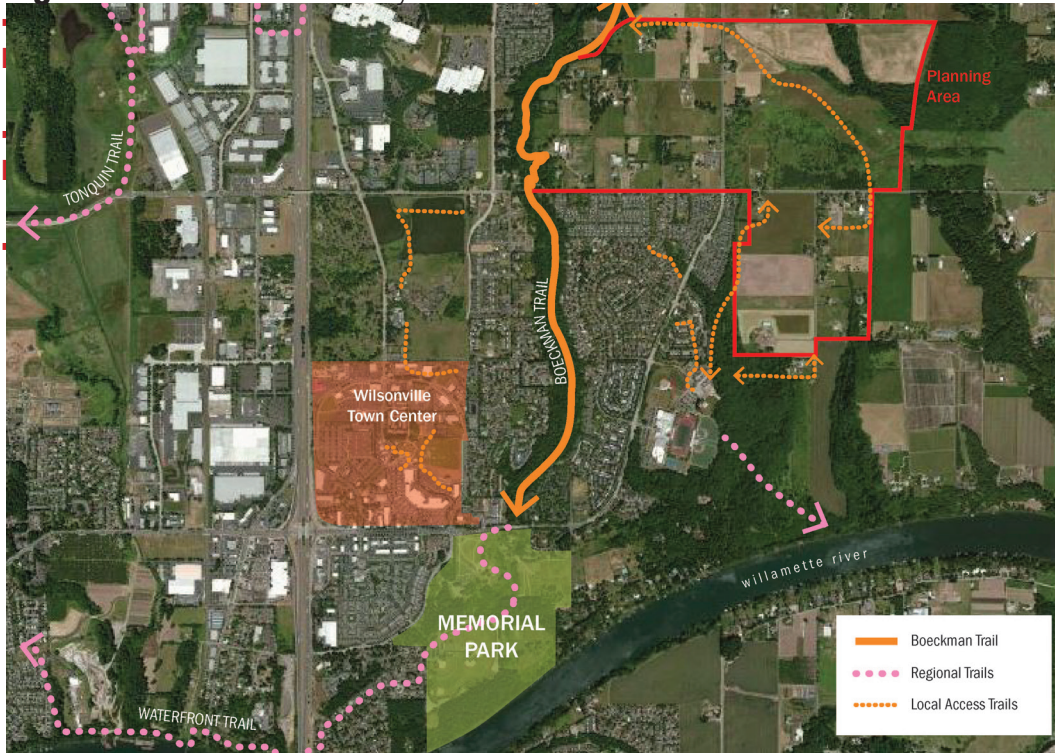 Planning
Area
TONQUIN TRAIL
BOECKMAN TRAIL
Wilsonville
Town Center
willamette river
MEMORIAL
PARK
WATERFRONT TRAIL
Boeckman Trail
Regional Trails
Local Access Trails